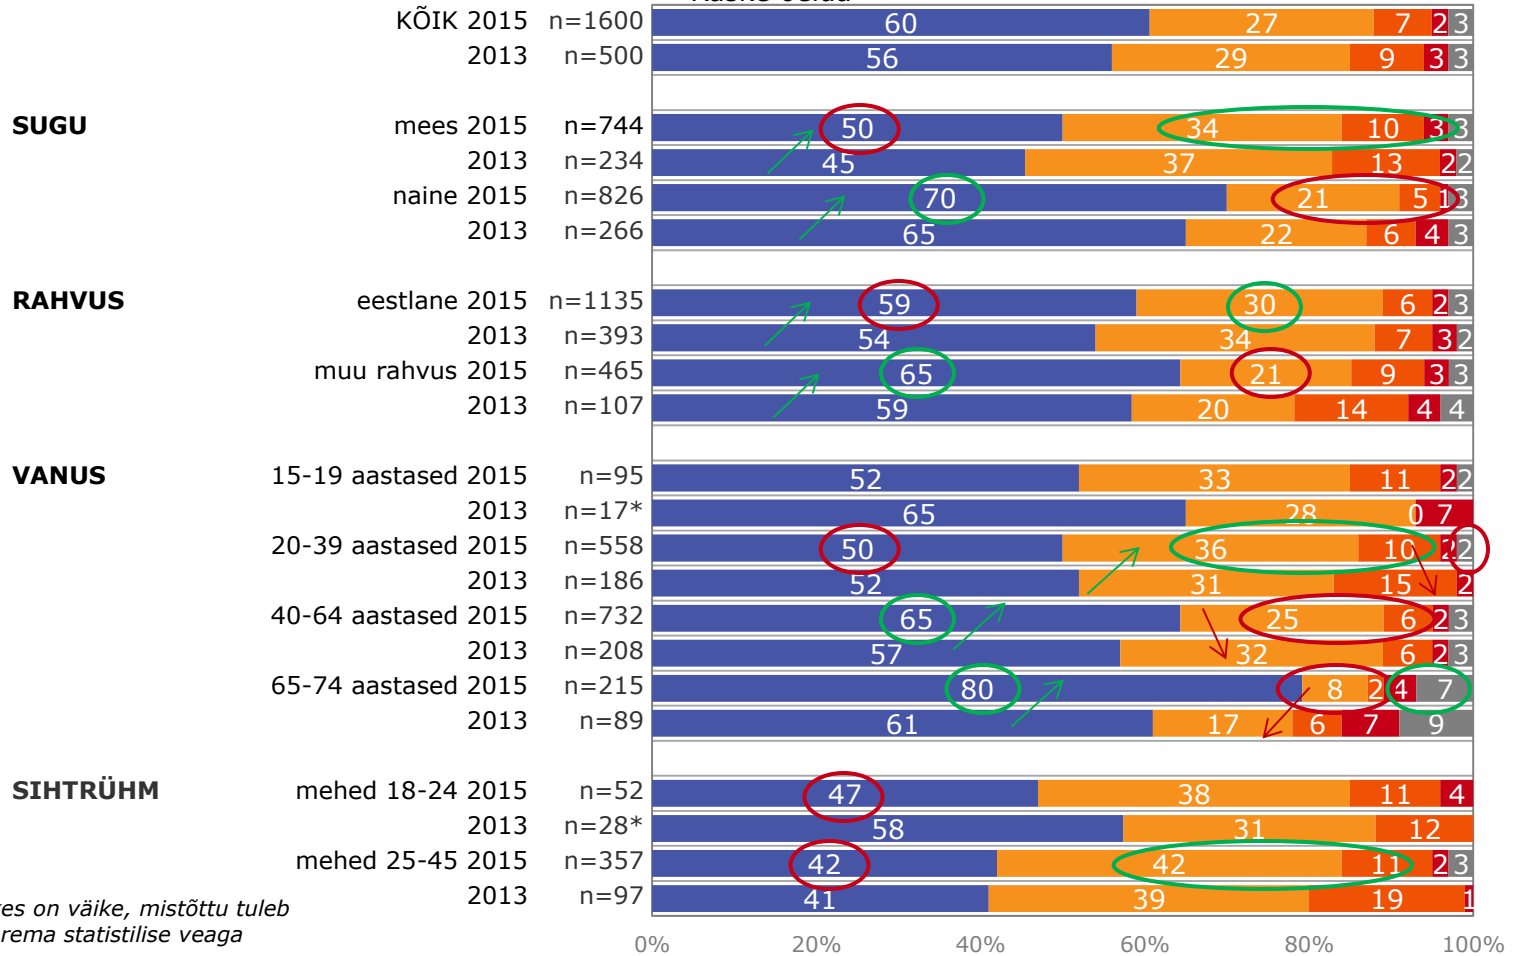 KÕIK 2015 n=1600 60 27 7 2 3
2013 n=500 56 29 9 3 3
SUGU mees 2015 n=744 50 34 10 3 3
2013 n=234 45 37 13 2 2
naine 2015 n=826 70 21 5 1 3
2013 n=266 65 22 6 4 3
RAHVUS eestlane 2015 n=1135 59 30 6 2 3
2013 n=393 54 34 7 3 2
muu rahvus 2015 n=465 65 21 9 3 3
2013 n=107 59 20 14 4 4
VANUS 15-19 aastased 2015 n=95 52 33 11 2 2
2013 n=17* 65 28 0 7
20-39 aastased 2015 n=558 50 36 10 2 2
2013 n=186 52 31 15 2
40-64 aastased 2015 n=732 65 25 6 2 3
2013 n=208 57 32 6 2 3
65-74 aastased 2015 n=215 80 8 2 4 7
2013 n=89 61 17 6 7 9
SIHTRÜHM mehed 18-24 2015 n=52 47 38 11 4
2013 n=28* 58 31 12
mehed 25-45 2015 n=357 42 42 11 2 3
2013 n=97 41 39 19 1
es on väike, mistõttu tuleb
rema statistilise veaga
0% 20% 40% 60% 80% 100%